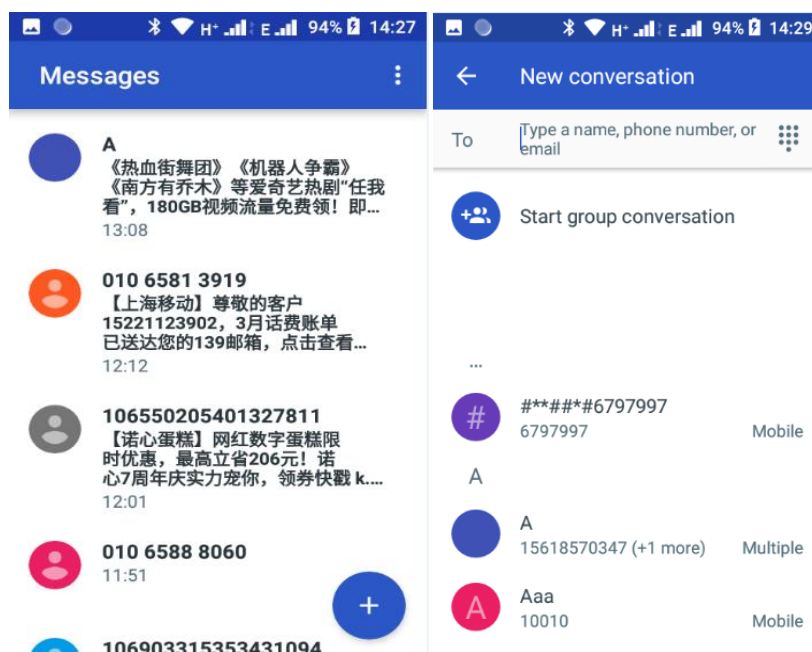 H+ E 94% 14:27
Messages
A
《热血街舞团》《机器人争霸》
《南方有乔木》等爱奇艺热剧“任我
看”，180GB视频流量免费领！即...
13:08
010 6581 3919
【上海移动】尊敬的客户
15221123902，3月话费账单
已送达您的139邮箱，点击查看...
12:12
106550205401327811
【诺心蛋糕】网红数字蛋糕限
时优惠，最高立省206元！诺
心7周年庆实力宠你，领券快戳 k....
12:01
010 6588 8060
11:51
+
106903315353431094
H+ E 94% 14:29
New conversation
To
Type a name, phone number, or
email
Start group conversation
...
#
#**##*#6797997
6797997 Mobile
A
A
15618570347 (+1 more) Multiple
A
Aaa
10010 Mobile